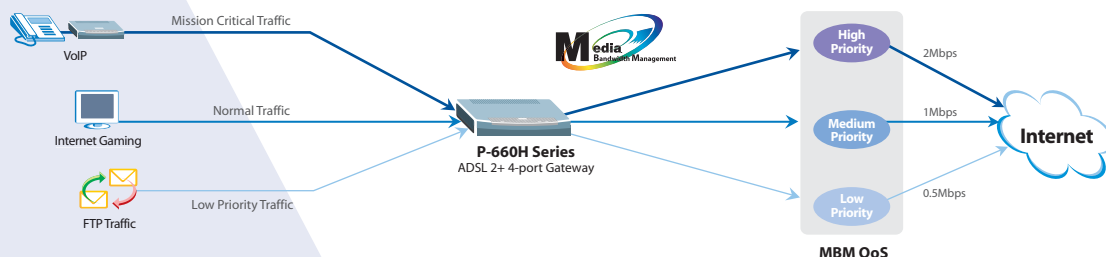 Mission Critical Traffic
VoIP
Normal Traffic
Internet Gaming
Low Priority Traffic
FTP Traffic
Media
Bandwidth Management
P-660H Series
ADSL 2+ 4-port Gateway
High
Priority
Medium
Priority
Low
Priority
MBM QoS
2Mbps
1Mbps
0.5Mbps
Internet